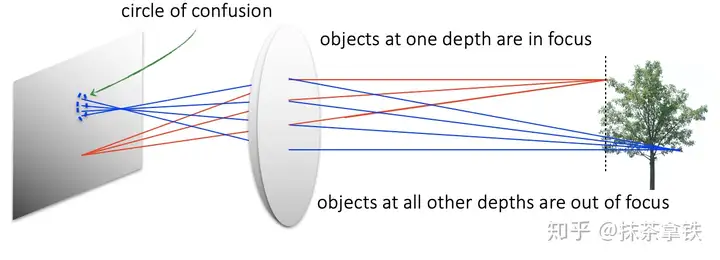 circle of confusion
objects at one depth are in focus
objects at all other depths are out of focus
知乎 @抹茶拿铁